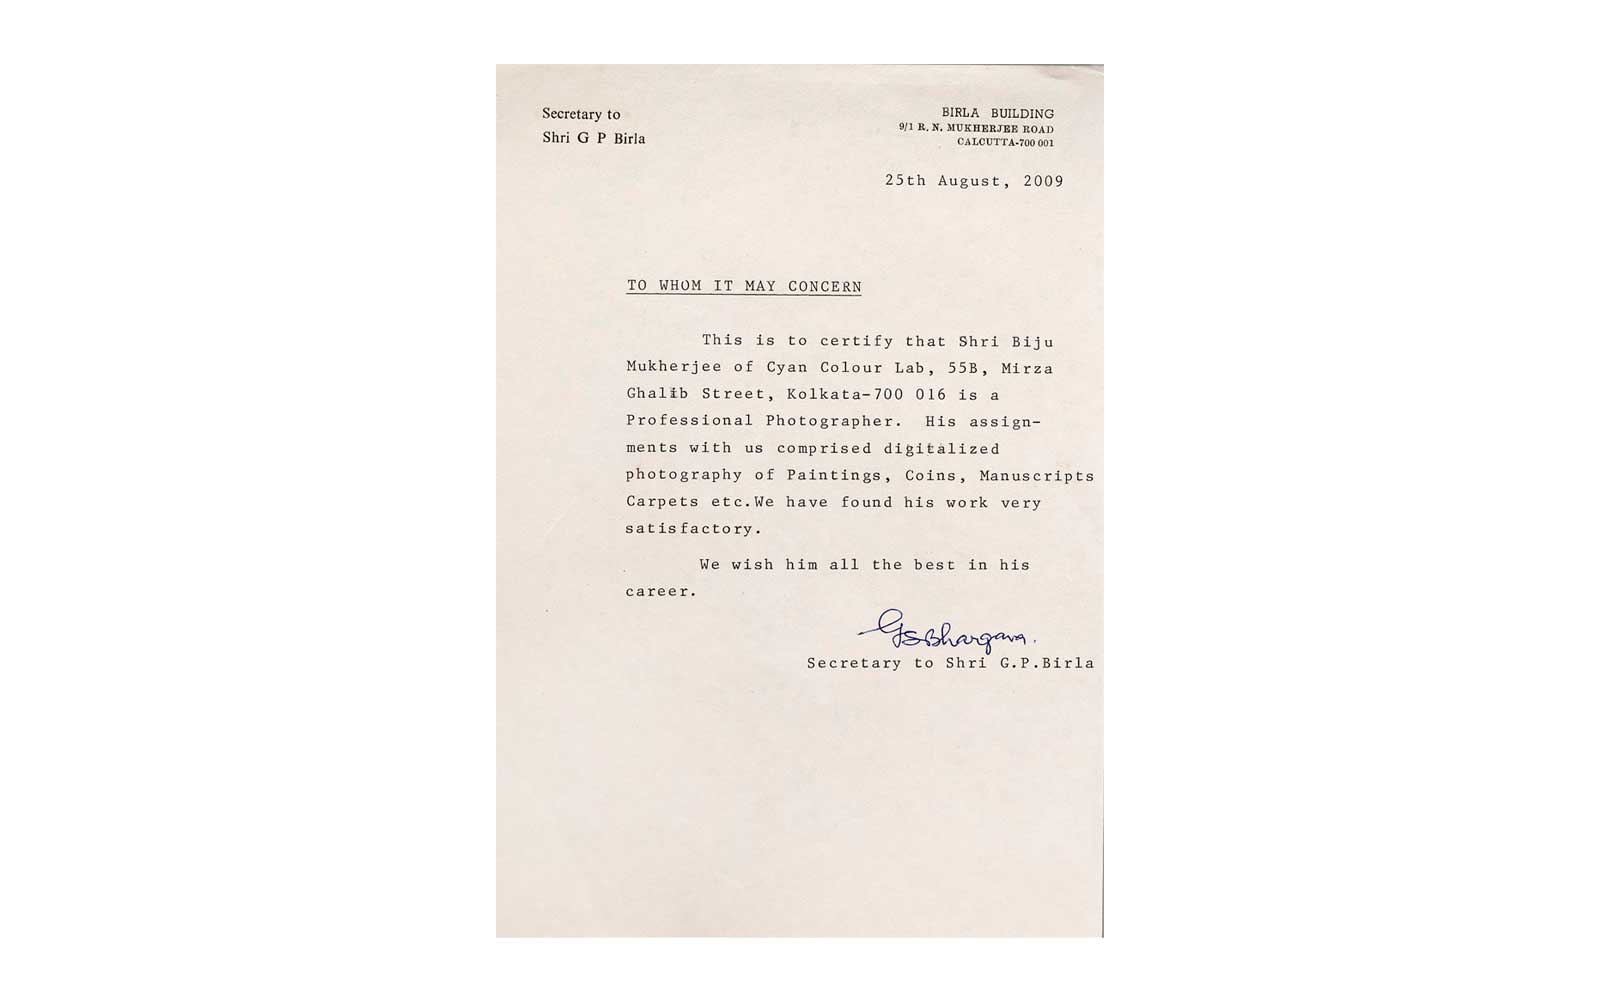 Secretary to
Shri G P Birla
BIRLA BUILDING
9/1 R. N. MUKHERJEE ROAD
CALCUTTA-700 001
25th August, 2009
TO WHOM IT MAY CONCERN
This is to certify that Shri Biju
Mukherjee of Cyan Colour Lab, 55B, Mirza
Ghalib Street, Kolkata-700 016 is a
Professional Photographer. His assign-
ments with us comprised digitalized
photography of Paintings, Coins, Manuscripts
Carpets etc.We have found his work very
satisfactory.
We wish him all the best in his
career.
GSBhargava.
Secretary to Shri G.P.Birla